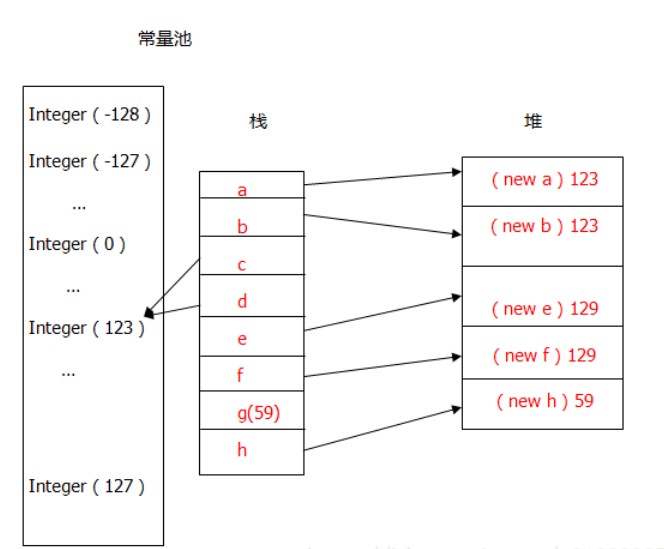 常量池
栈
堆
Integer ( -128 )
Integer ( -127 )
...
Integer ( 0 )
...
Integer ( 123 )
...
Integer ( 127 )
a
b
c
d
e
f
g(59)
h
( new a ) 123
( new b ) 123
( new e ) 129
( new f ) 129
( new h ) 59